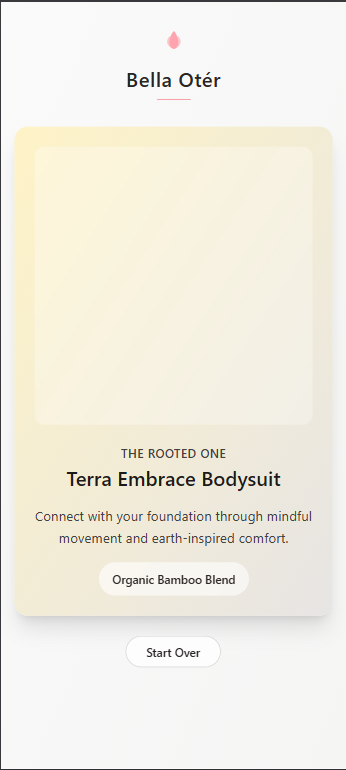 Bella Otér
THE ROOTED ONE
Terra Embrace Bodysuit
Connect with your foundation through mindful
movement and earth-inspired comfort.
Organic Bamboo Blend
Start Over